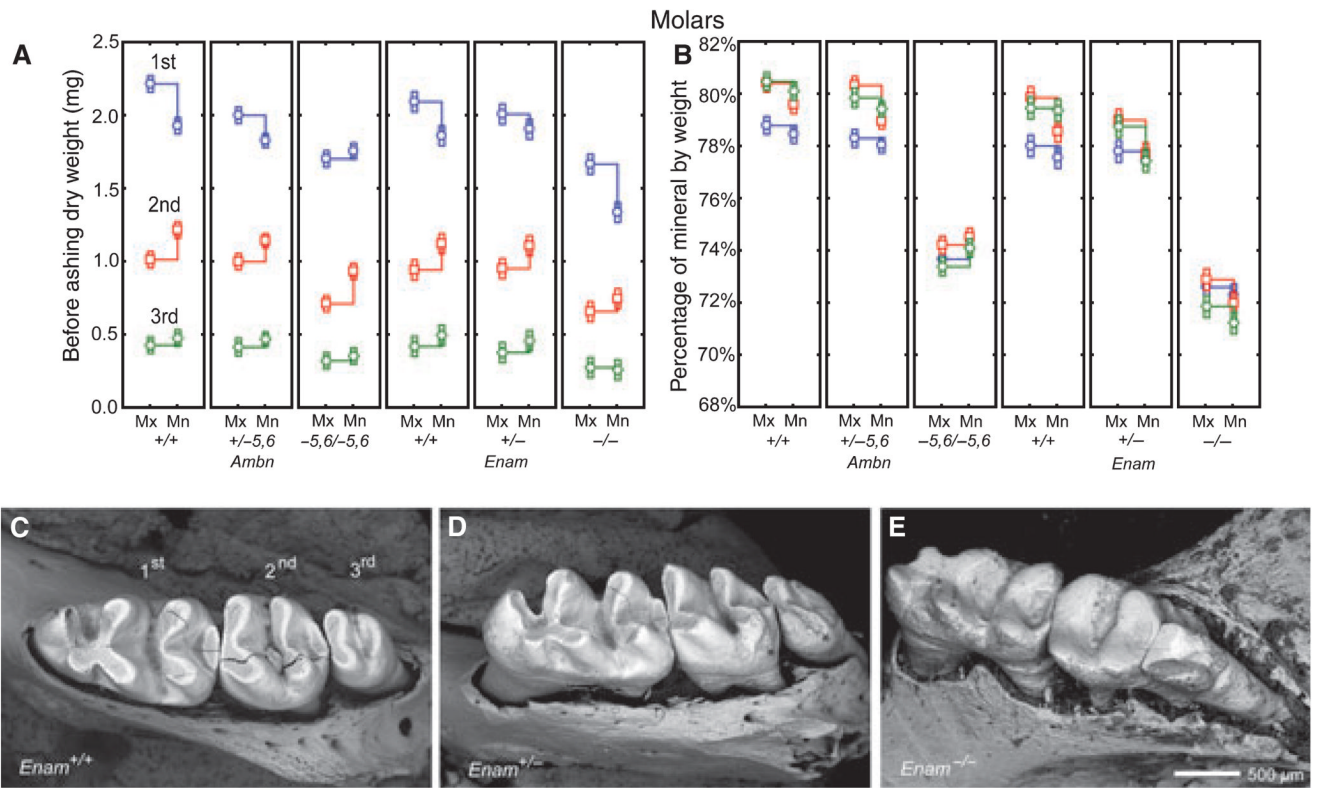 Molars
A
Before ashing dry weight (mg)
2.5
2.0
1.5
1.0
0.5
0.0
1st
2nd
3rd
Mx Mn Mx Mn Mx Mn Mx Mn Mx Mn Mx Mn
+/+ +/–5,6 –5,6/–5,6 +/+ +/– –/–
Ambn Enam
B
Percentage of mineral by weight
82%
80%
78%
76%
74%
72%
70%
68%
Mx Mn Mx Mn Mx Mn Mx Mn Mx Mn Mx Mn
+/+ +/–5,6 –5,6/–5,6 +/+ +/– –/–
Ambn Enam
C
1st 2nd 3rd
Enam+/+
D
Enam+/–
E
Enam–/–
500 µm